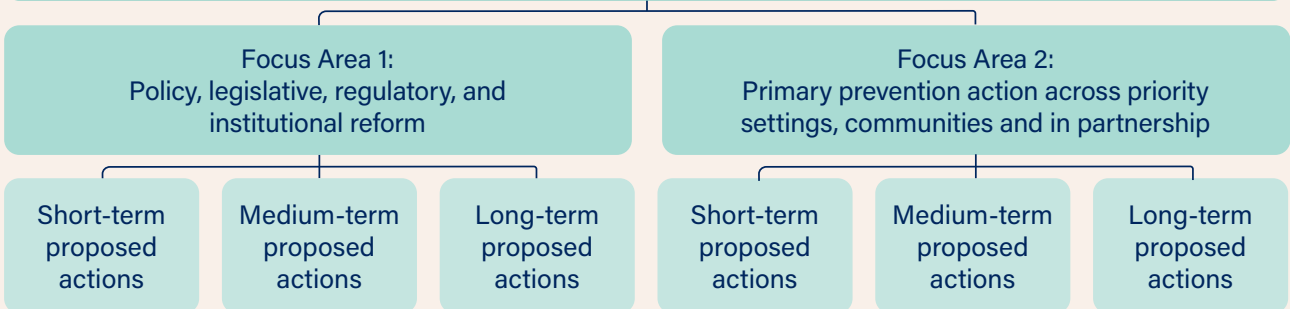 Focus Area 1:
Policy, legislative, regulatory, and
institutional reform
Focus Area 2:
Primary prevention action across priority
settings, communities and in partnership
Short-term
proposed
actions
Medium-term
proposed
actions
Long-term
proposed
actions
Short-term
proposed
actions
Medium-term
proposed
actions
Long-term
proposed
actions